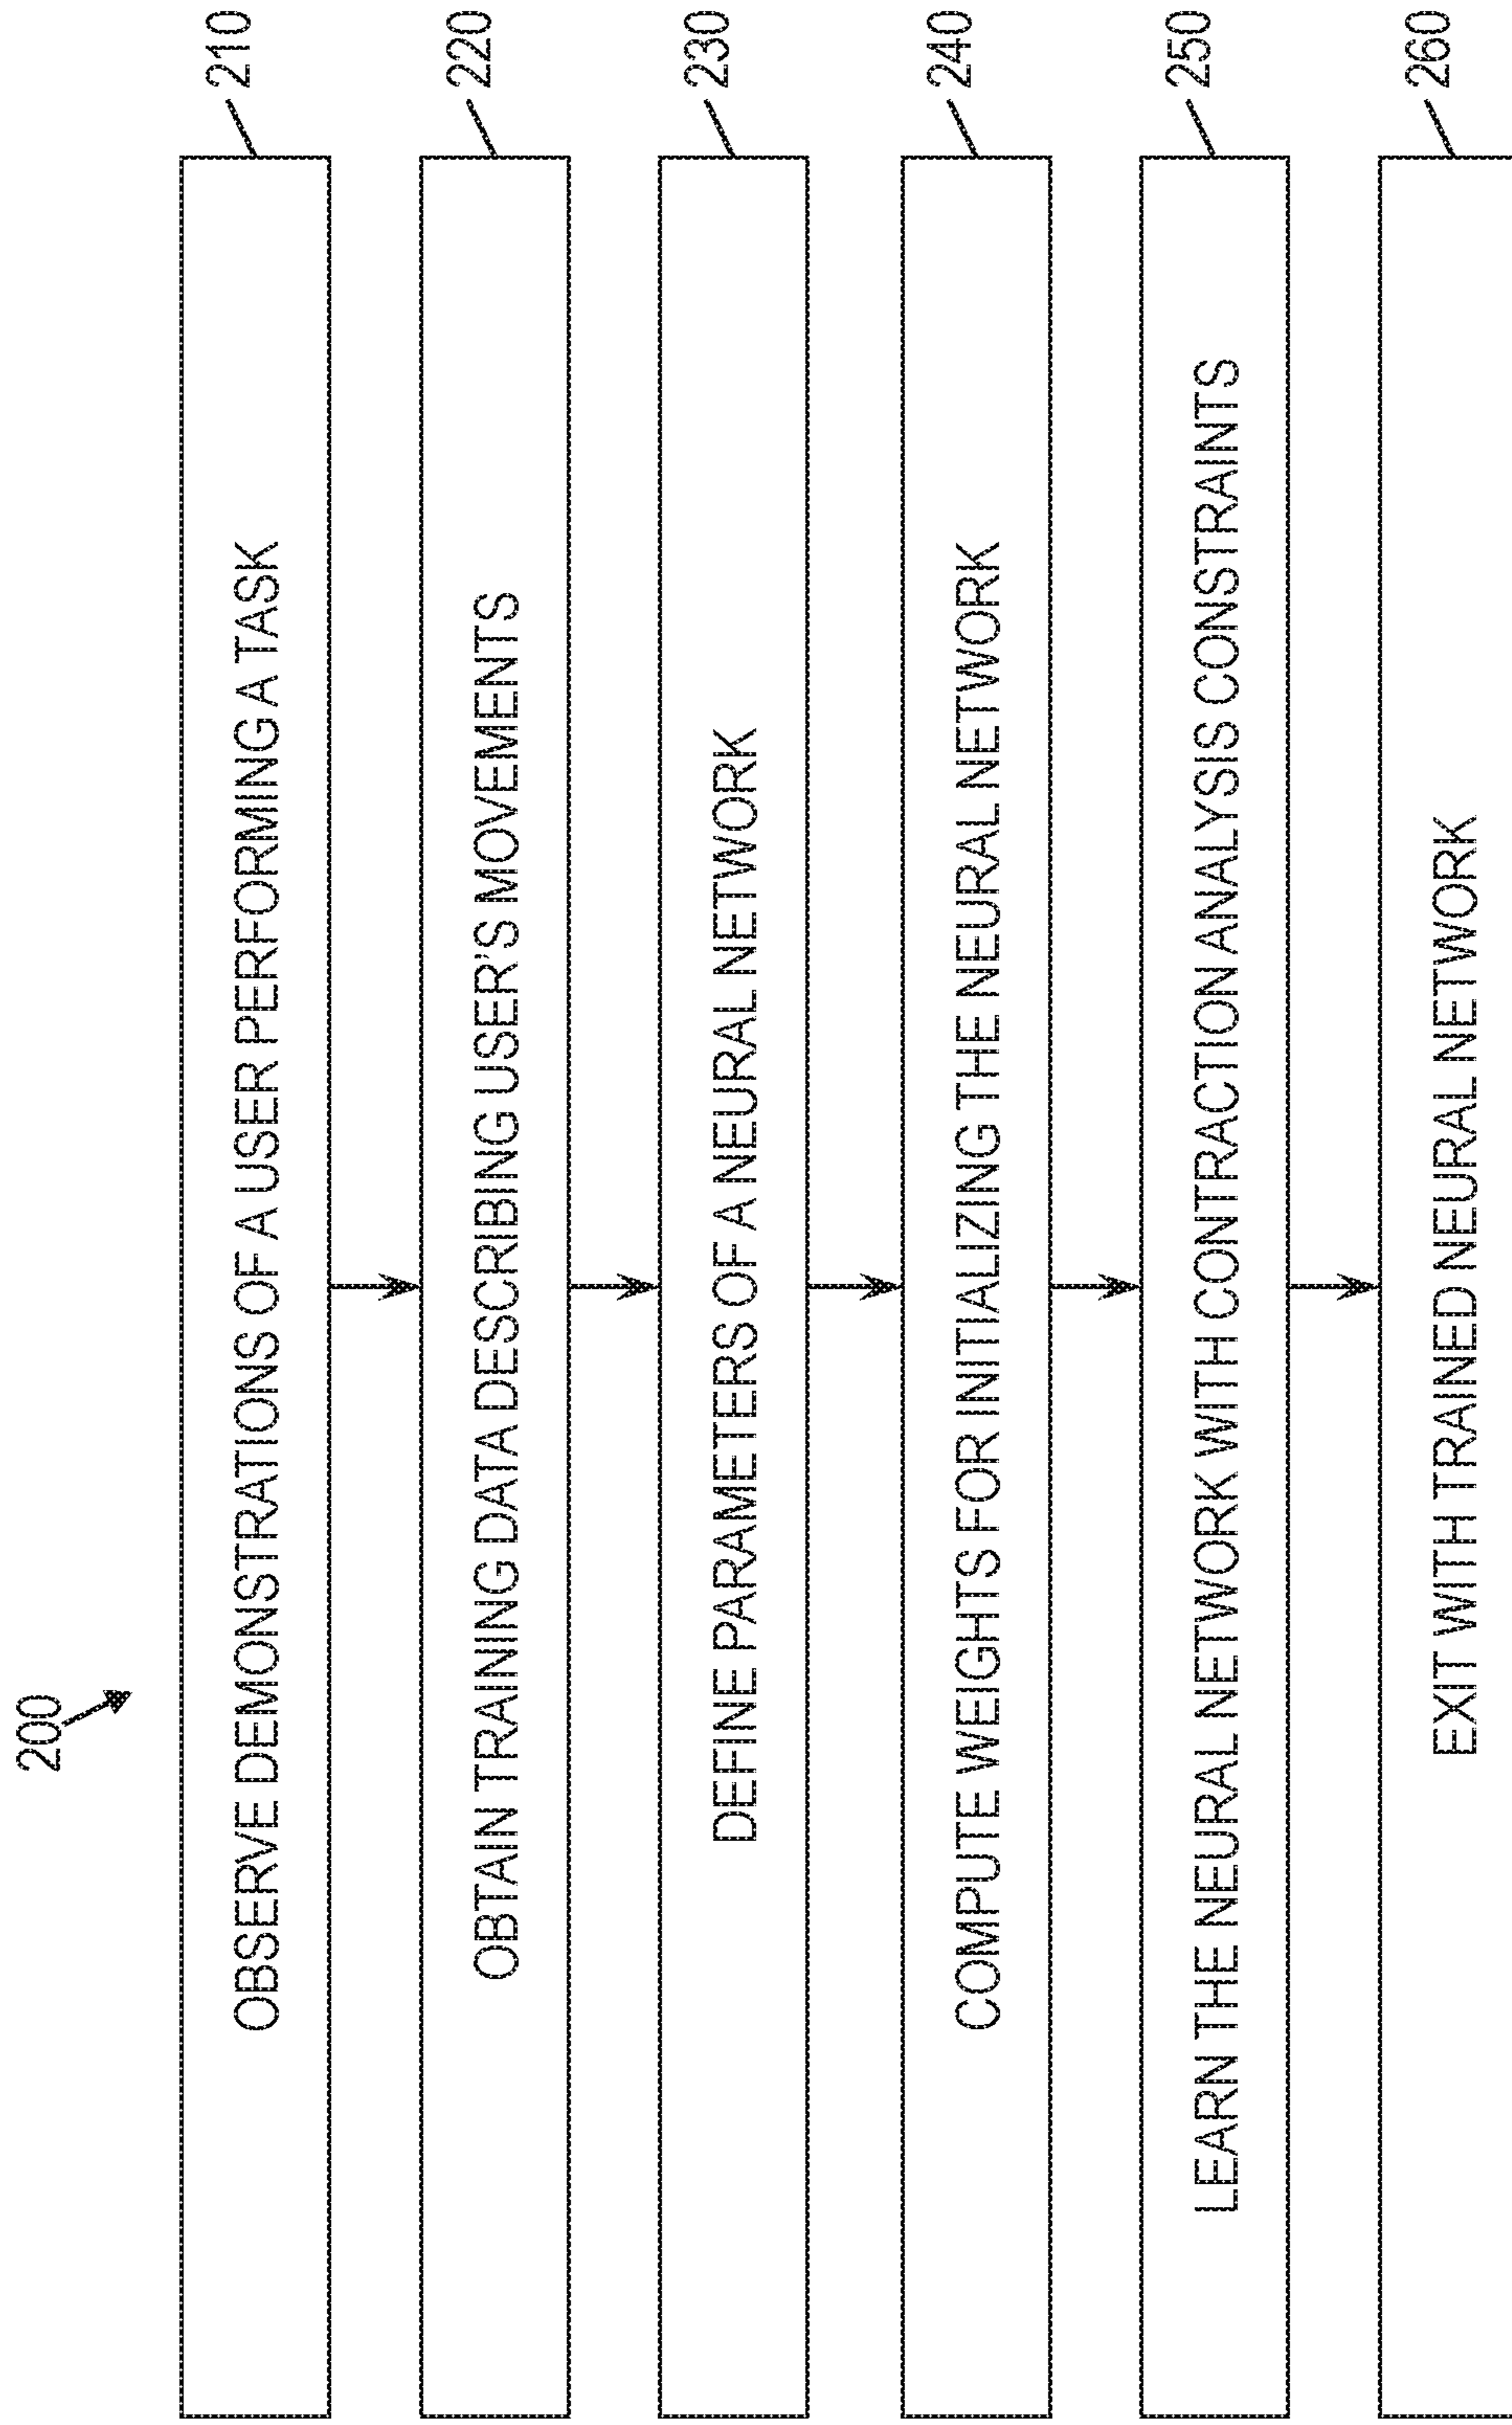 200
OBSERVE DEMONSTRATIONS OF A USER PERFORMING A TASK
210
OBTAIN TRAINING DATA DESCRIBING USER'S MOVEMENTS
220
DEFINE PARAMETERS OF A NEURAL NETWORK
230
COMPUTE WEIGHTS FOR INITIALIZING THE NEURAL NETWORK
240
LEARN THE NEURAL NETWORK WITH CONTRACTION ANALYSIS CONSTRAINTS
250
EXIT WITH TRAINED NEURAL NETWORK
260